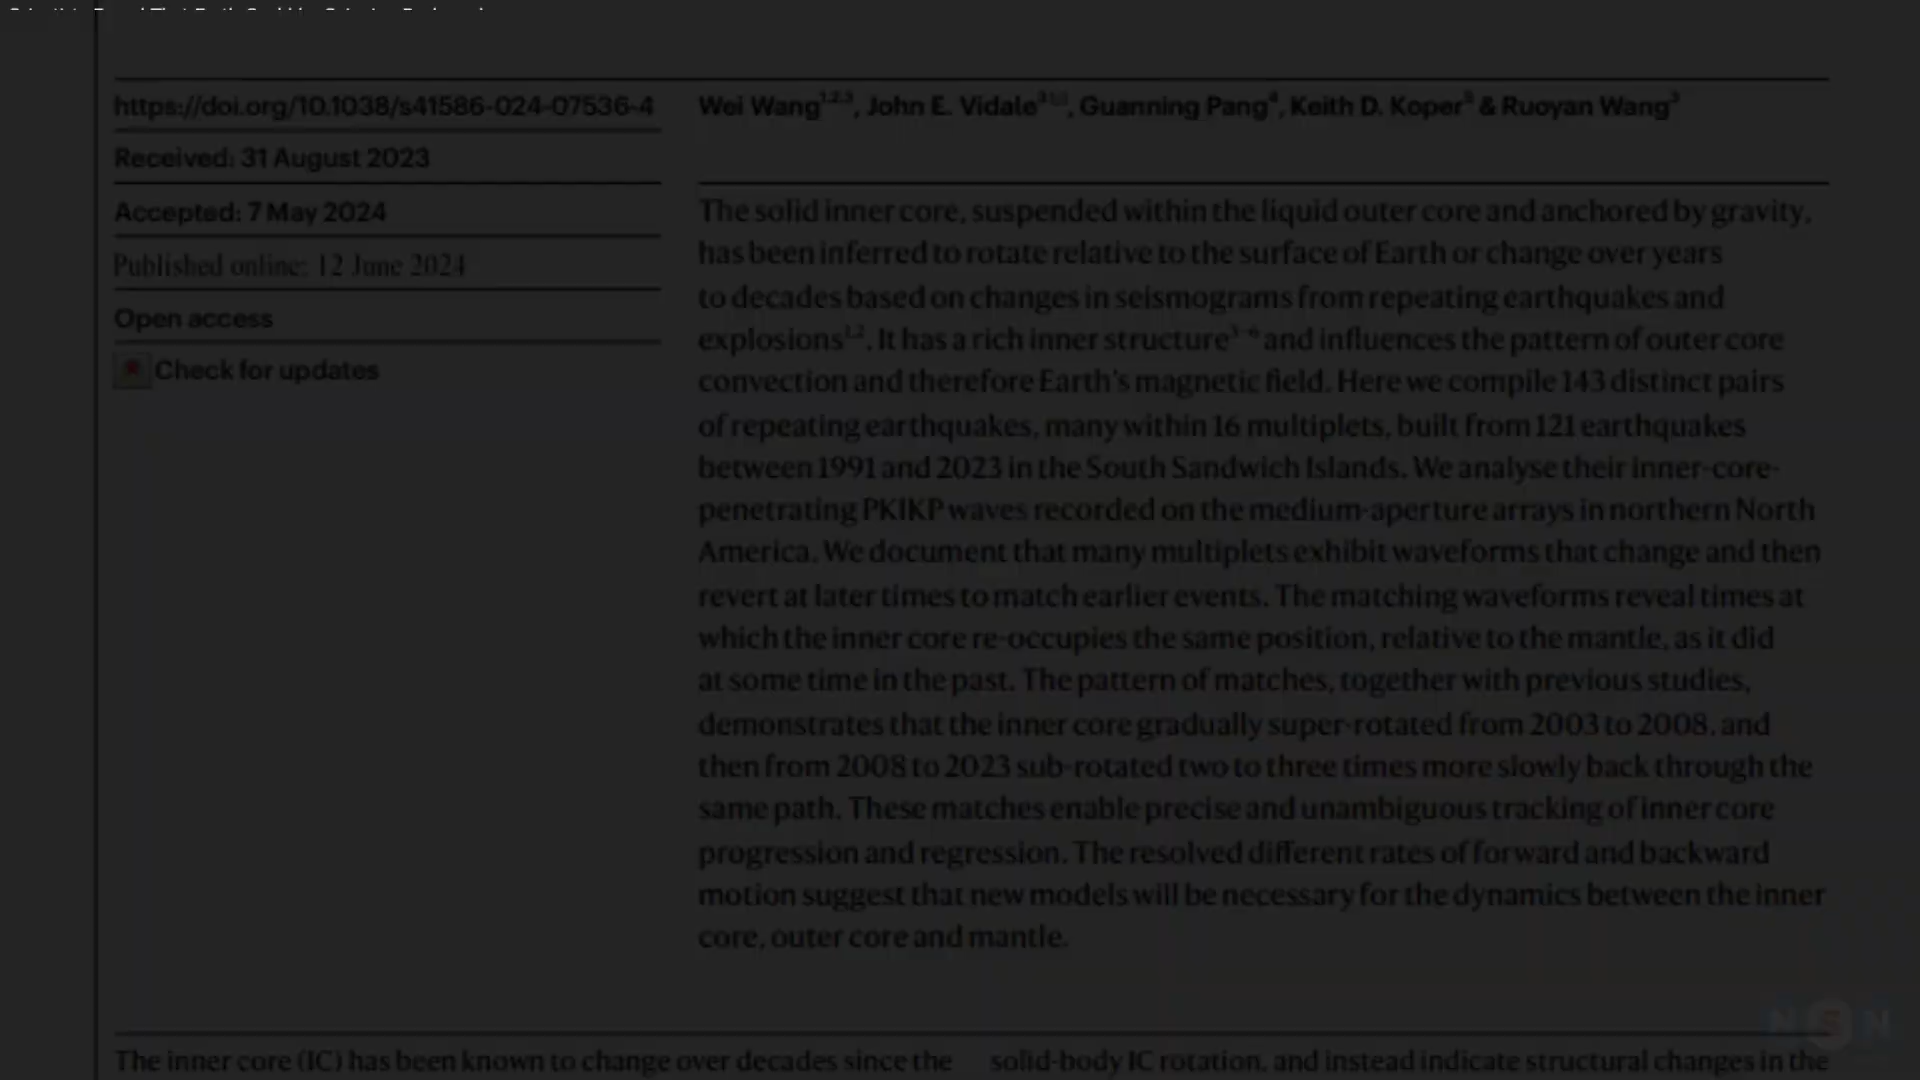 https://doi.org/10.1038/s41586-024-07536-4
Received: 31 August 2023
Accepted: 7 May 2024
Published online: 12 June 2024
Open access
Check for updates
Wei Wang, John E. Vidale, Guanning Pang, Keith D. Koper & Ruoyan Wang
The solid inner core, suspended within the liquid outer core and anchored by gravity,
has been inferred to rotate relative to the surface of Earth or change over years
to decades based on changes in seismograms from repeating earthquakes and
explosions1,2. It has a rich inner structure3–6 and influences the pattern of outer core
convection and therefore Earth's magnetic field. Here we compile 143 distinct pairs
of repeating earthquakes, many within 16 multiplets, built from 121 earthquakes
between 1991 and 2023 in the South Sandwich Islands. We analyse their inner-core-
penetrating PKIKP waves recorded on the medium-aperture arrays in northern North
America. We document that many multiplets exhibit waveforms that change and then
revert at later times to match earlier events. The matching waveforms reveal times at
which the inner core re-occupies the same position, relative to the mantle, as it did
at some time in the past. The pattern of matches, together with previous studies,
demonstrates that the inner core gradually super-rotated from 2003 to 2008, and
then from 2008 to 2023 sub-rotated two to three times more slowly back through the
same path. These matches enable precise and unambiguous tracking of inner core
progression and regression. The resolved different rates of forward and backward
motion suggest that new models will be necessary for the dynamics between the inner
core, outer core and mantle.
The inner core (IC) has been known to change over decades since the
solid-body IC rotation, and instead indicate structural changes in the